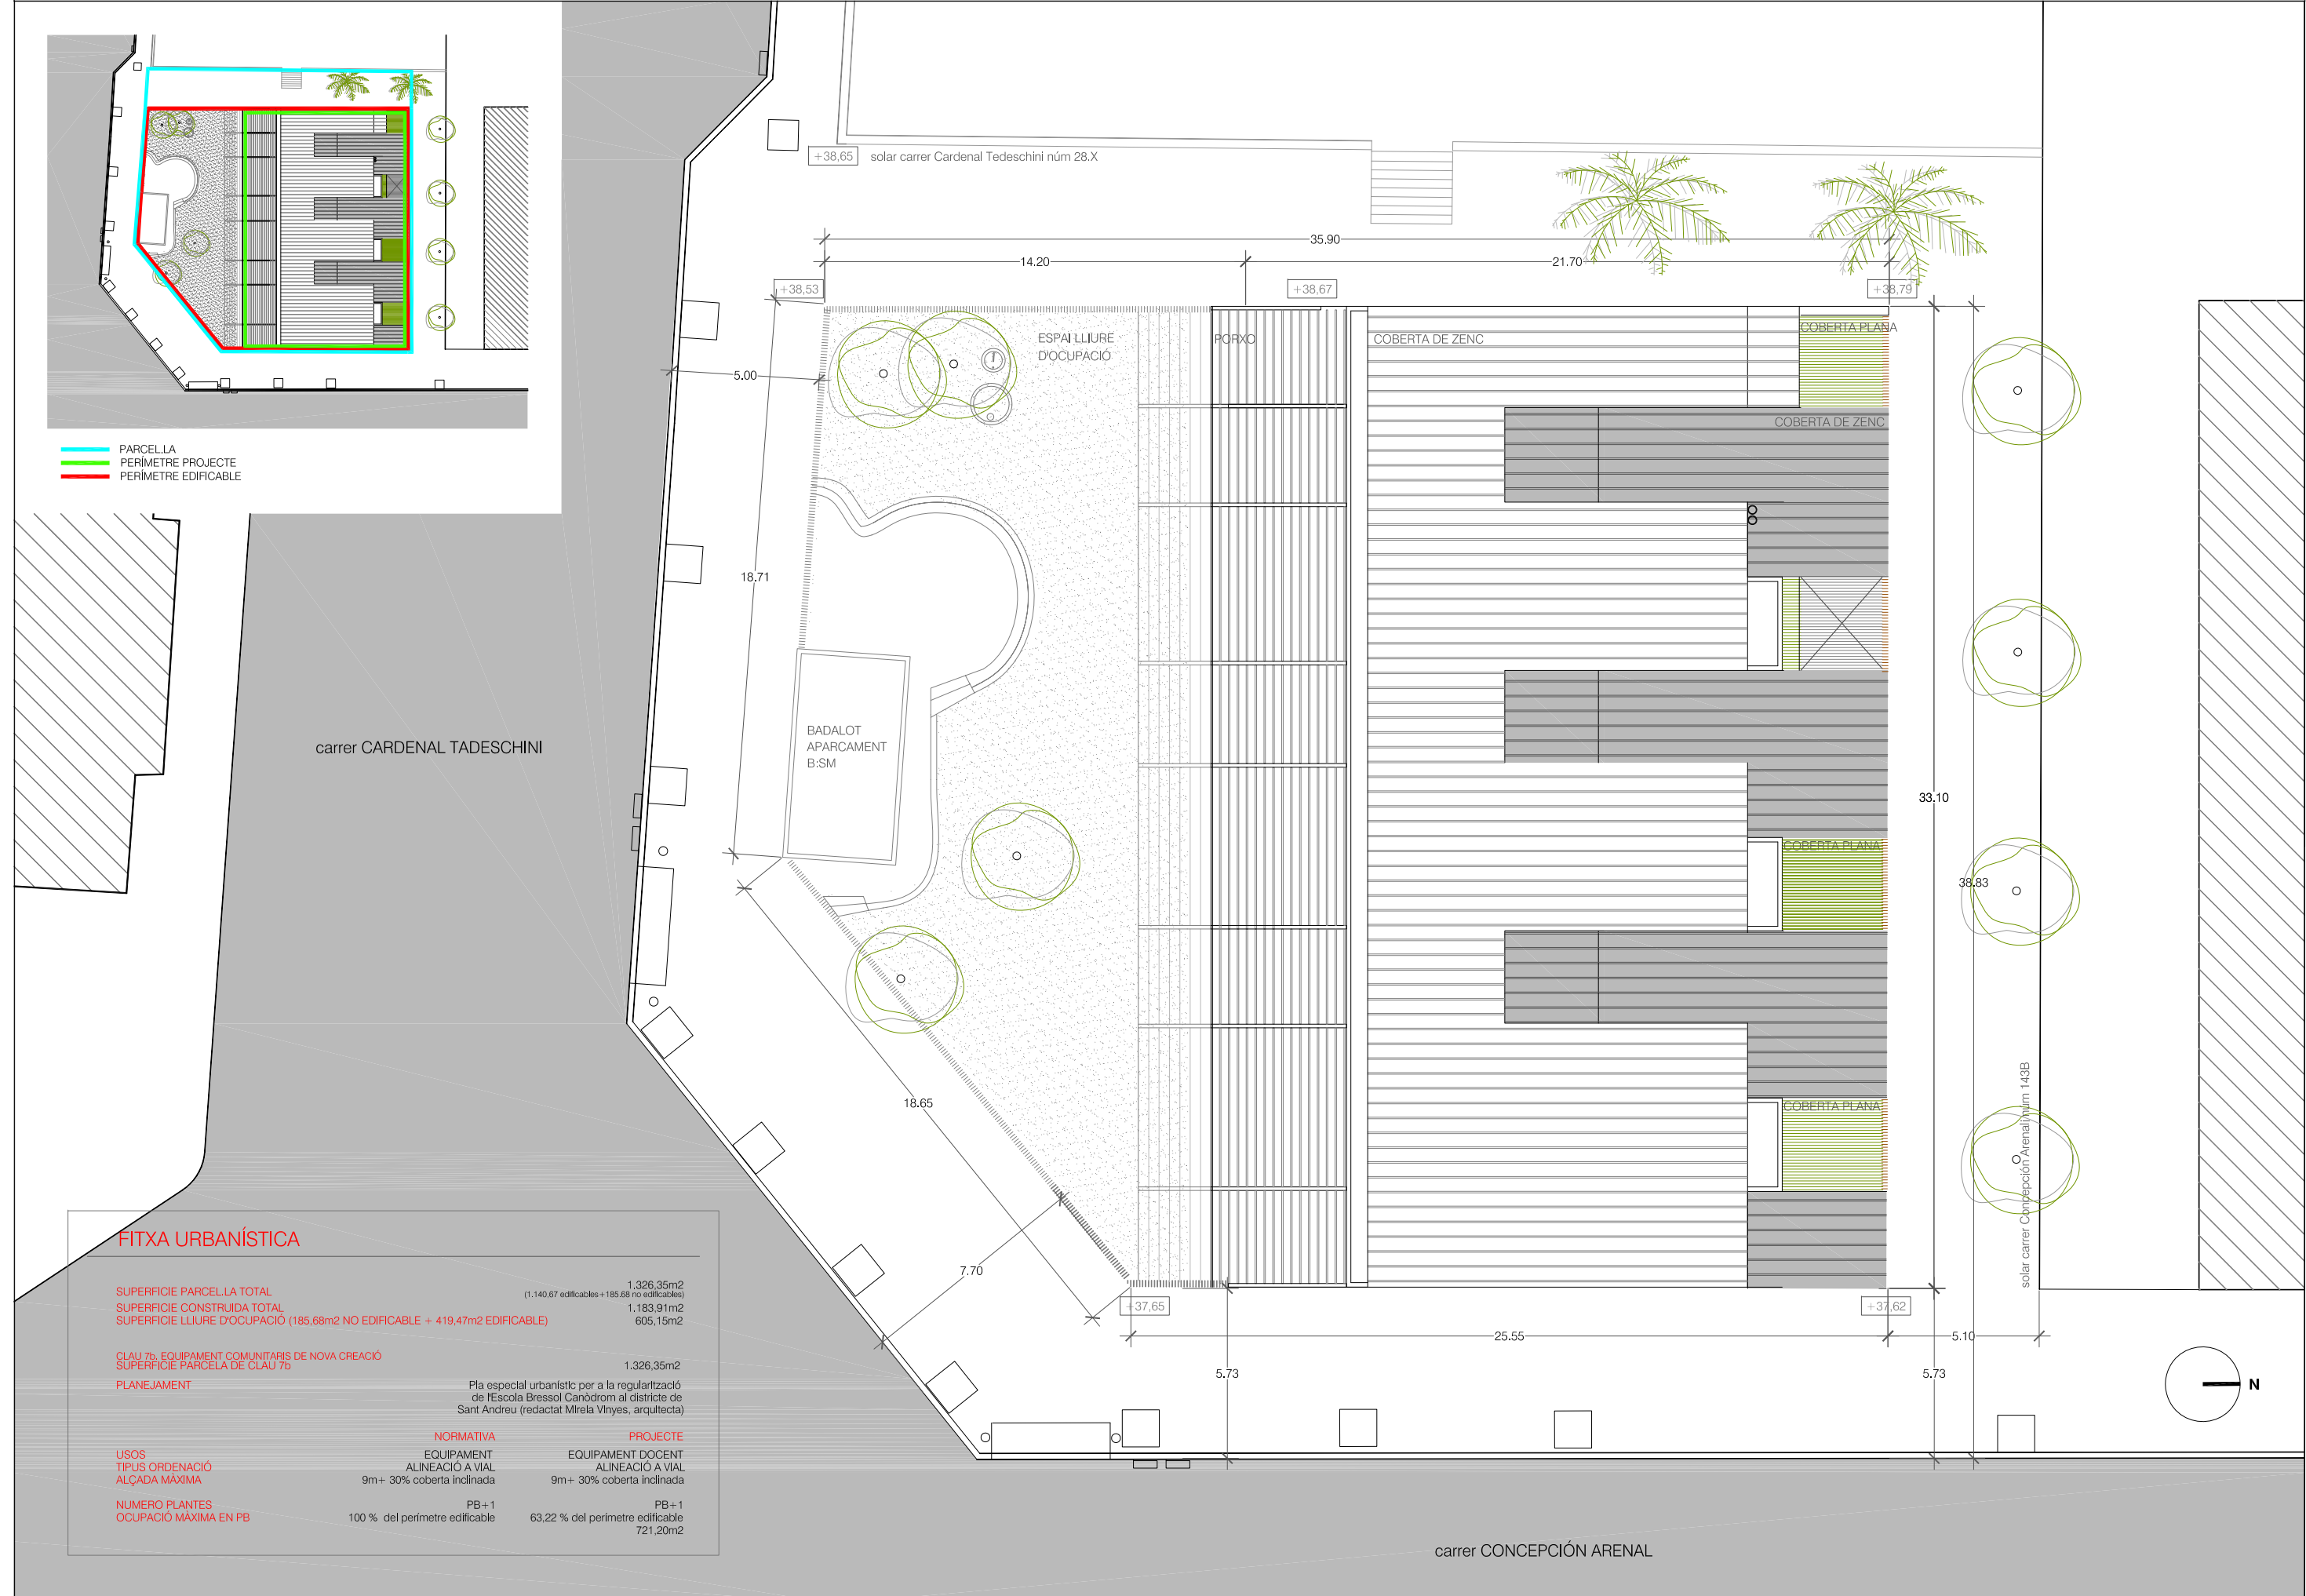 PARCEL.LA
PERÍMETRE PROJECTE
PERÍMETRE EDIFICABLE
+38,65
solar carrer Cardenal Tedeschini núm 28.X
35.90
14.20
21.70
+38,53
+38,67
+38,79
ESPAI LLIURE
D'OCUPACIÓ
PORXO
COBERTA DE ZENC
COBERTA PLANA
COBERTA DE ZENC
5.00
18.71
BADALOT
APARCAMENT
B:SM
carrer CARDENAL TADESCHINI
33.10
COBERTA PLANA
38.83
18.65
COBERTA PLANA
solar carrer Concepción Arenalnúm 143B
7.70
+37,65
+37,62
25.55
5.10
5.73
5.73
N
FITXA URBANÍSTICA
SUPERFICIE PARCEL.LA TOTAL 1.326,35m2
(1.140,67 edificables+185.68 no edificables)
SUPERFICIE CONSTRUIDA TOTAL 1.183,91m2
SUPERFICIE LLIURE D'OCUPACIÓ (185,68m2 NO EDIFICABLE + 419,47m2 EDIFICABLE) 605,15m2
CLAU 7b, EQUIPAMENT COMUNITARIS DE NOVA CREACIÓ
SUPERFICIE PARCELA DE CLAU 7b 1.326,35m2
PLANEJAMENT Pla especial urbanístic per a la regularització
de l'Escola Bressol Canòdrom al districte de
Sant Andreu (redactat Mirela Vinyes, arquitecta)
NORMATIVA PROJECTE
USOS EQUIPAMENT EQUIPAMENT DOCENT
TIPUS ORDENACIÓ ALINEACIÓ A VIAL ALINEACIÓ A VIAL
ALÇADA MÀXIMA 9m+ 30% coberta inclinada 9m+ 30% coberta inclinada
NUMERO PLANTES PB+1 PB+1
OCUPACIÓ MÀXIMA EN PB 100 % del perímetre edificable 63,22 % del perímetre edificable
721,20m2
carrer CONCEPCIÓN ARENAL